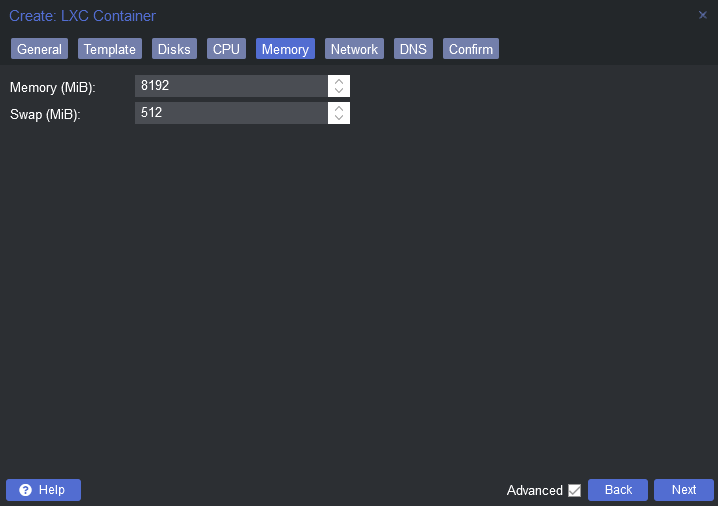 Create: LXC Container
General Template Disks CPU Memory Network DNS Confirm
Memory (MiB): 8192
Swap (MiB): 512
Help Advanced Back Next